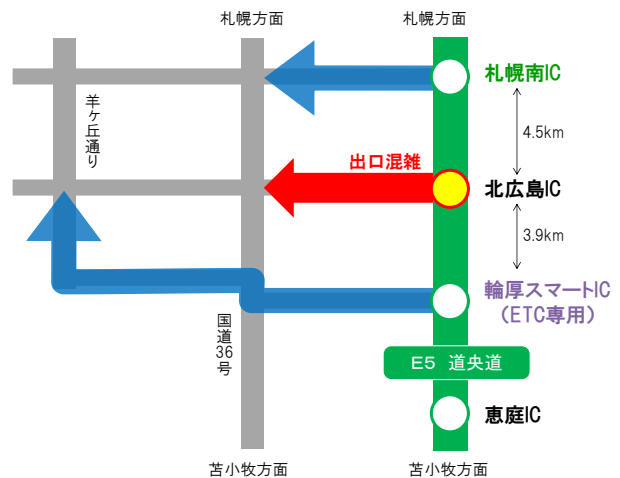 札幌方面
札幌方面
札幌南IC
羊ヶ丘通り
4.5km
出口混雑
北広島IC
3.9km
輪厚スマートIC
（ETC専用）
国道36号
E5 道央道
恵庭IC
苫小牧方面
苫小牧方面